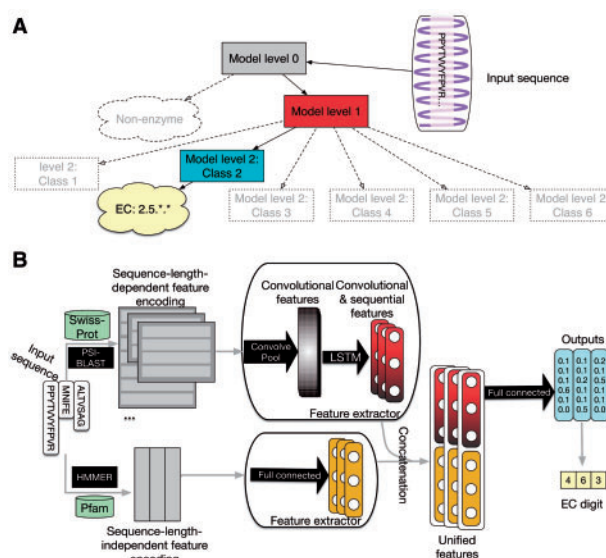 A
Model level 0
PPYTVVYFPVR...
Input sequence
Non-enzyme
Model level 1
level 2:
Class 1
Model level 2:
Class 2
EC: 2.5.*.*
Model level 2:
Class 3
Model level 2:
Class 4
Model level 2:
Class 5
Model level 2:
Class 6
B
Sequence-length-
dependent feature
encoding
Swiss-
Prot
PSI-
BLAST
Input
sequence
PPYTVVYFPVR
MNIFE
ALTVSAG
...
HMMER
Pfam
Sequence-length-
independent feature
Convolutional
features
Convolutional
& sequential
features
Convolve
Pool
LSTM
Feature extractor
Full connected
Feature extractor
Concatenation
Unified
features
Full connected
Outputs
0.1 0.1 0.2
0.1 0.1 0.1
0.1 0.2 0.5
0.6 0.1 0.1
0.1 0.1 0.1
0.0 0.5 0.0
4 6 3
EC digit